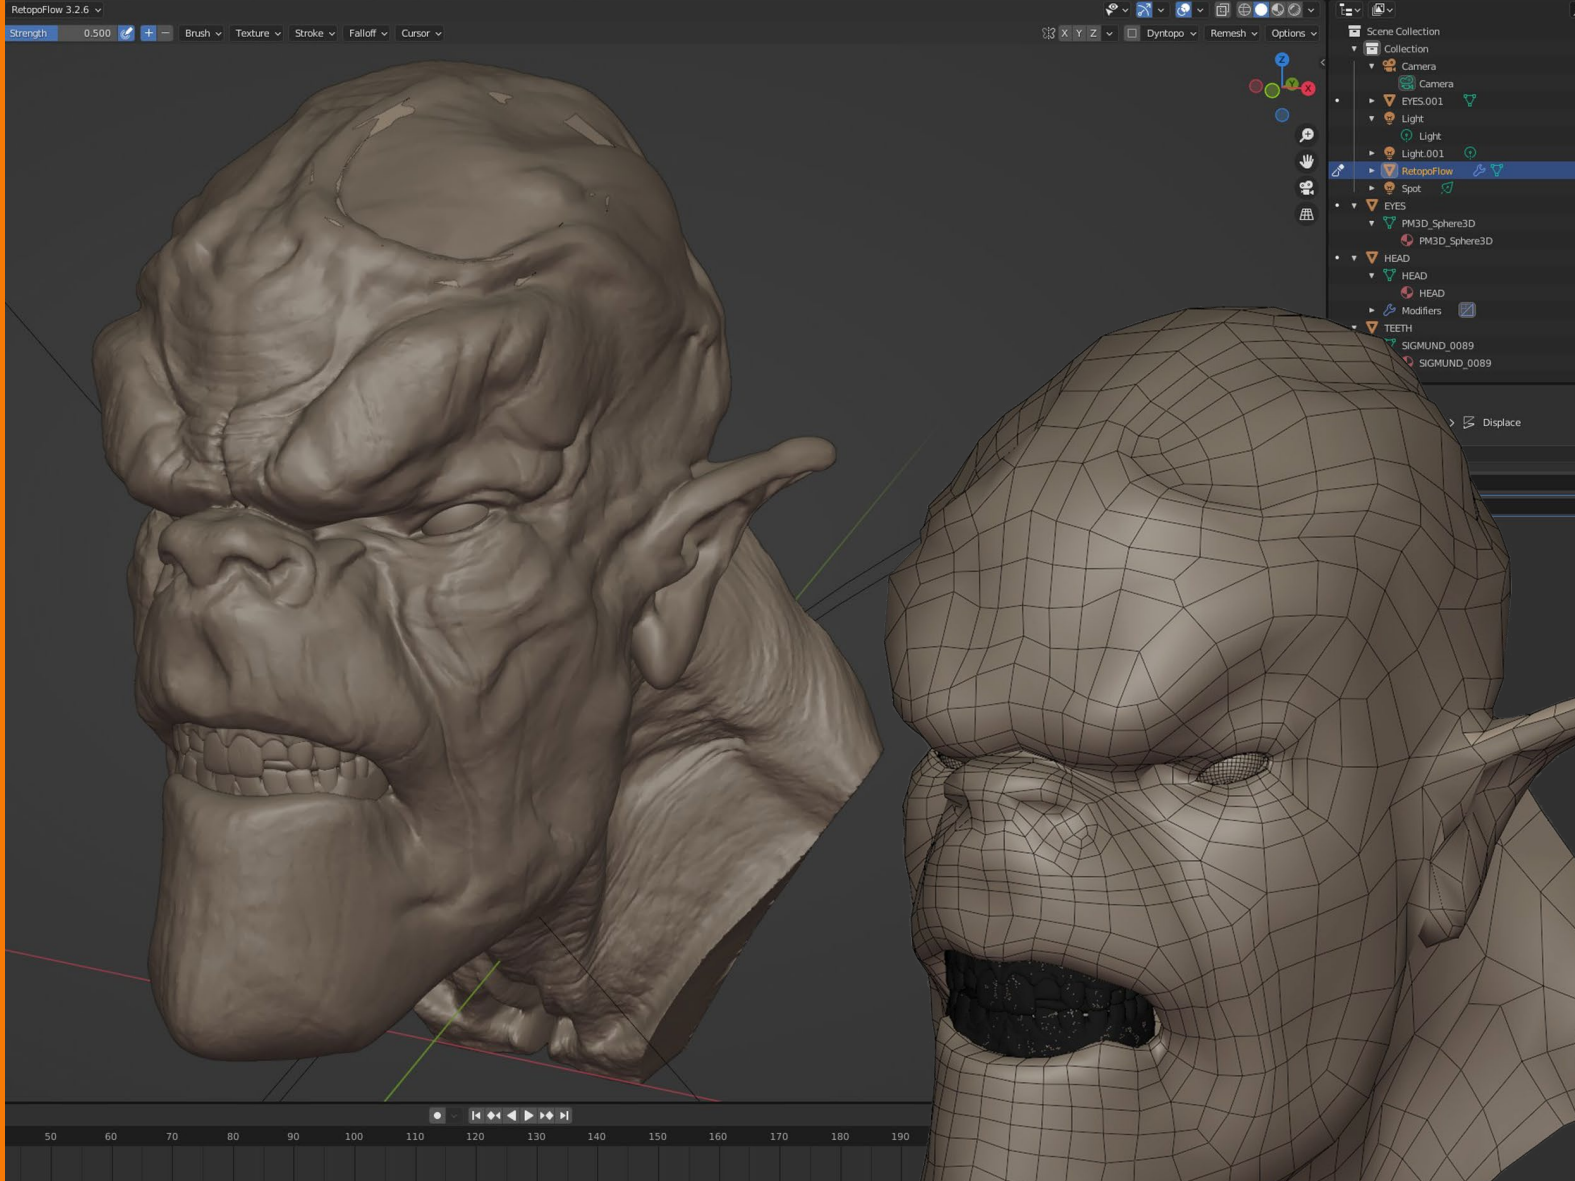 RetopoFlow 3.2.6
Strength 0.500 Brush Texture Stroke Falloff Cursor X Y Z Dyntopo Remesh Options
Z
Y
X
Scene Collection
Collection
Camera
Camera
EYES.001
Light
Light
Light.001
RetopoFlow
Spot
EYES
PM3D_Sphere3D
PM3D_Sphere3D
HEAD
HEAD
HEAD
Modifiers
TEETH
SIGMUND_0089
SIGMUND_0089
Displace
50 60 70 80 90 100 110 120 130 140 150 160 170 180 190